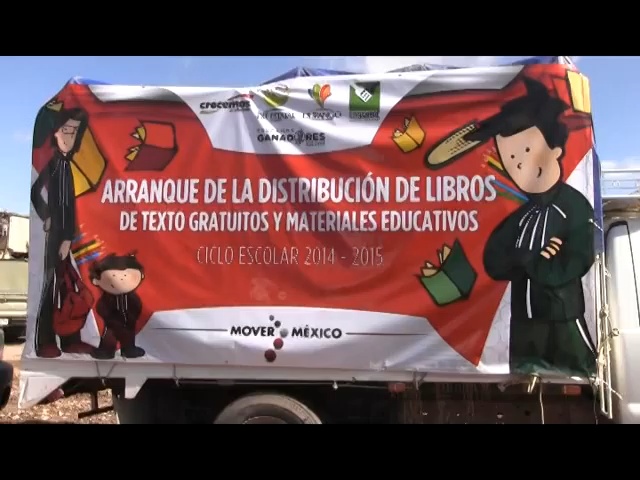 crecemos
DURANGO
GANADORES
ARRANQUE DE LA DISTRIBUCIÓN DE LIBROS
DE TEXTO GRATUITOS Y MATERIALES EDUCATIVOS
CICLO ESCOLAR 2014 - 2015
MOVER MÉXICO